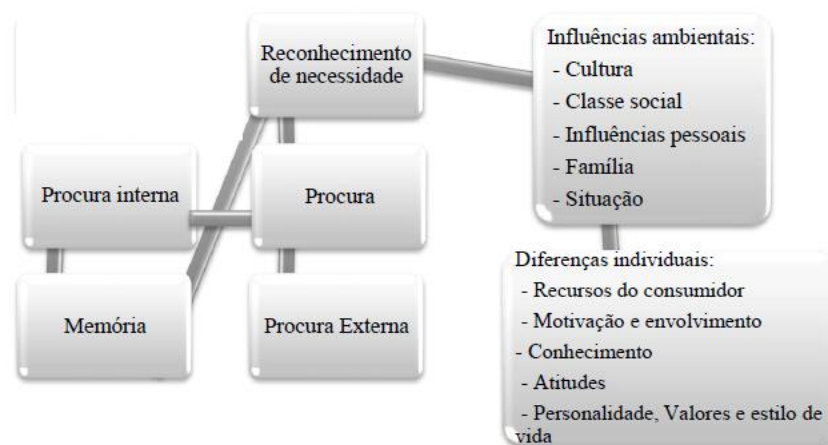 Reconhecimento
de necessidade
Procura interna
Procura
Memória
Procura Externa
Influências ambientais:
- Cultura
- Classe social
- Influências pessoais
- Família
- Situação
Diferenças individuais:
- Recursos do consumidor
- Motivação e envolvimento
- Conhecimento
- Atitudes
- Personalidade, Valores e estilo de
vida